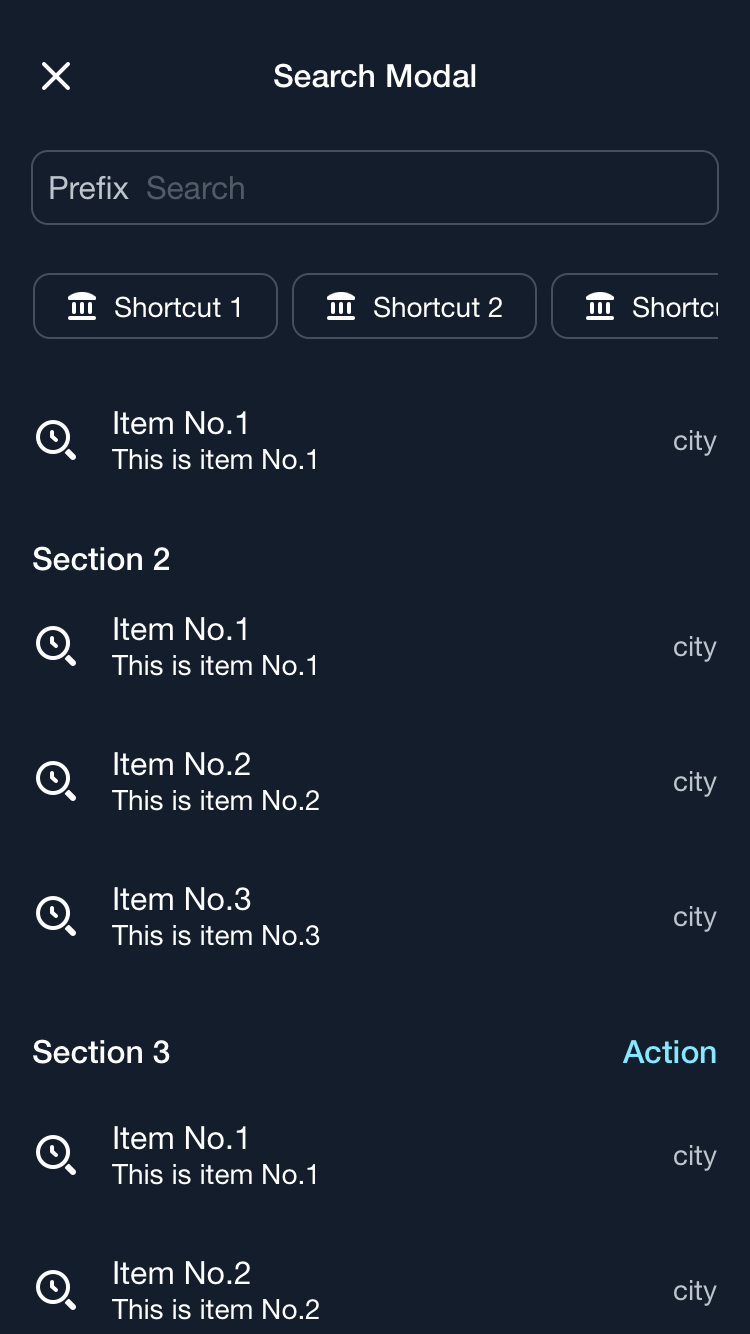 Search Modal
Prefix Search
Shortcut 1 Shortcut 2 Shortcu
Item No.1
This is item No.1
city
Section 2
Item No.1
This is item No.1
city
Item No.2
This is item No.2
city
Item No.3
This is item No.3
city
Section 3 Action
Item No.1
This is item No.1
city
Item No.2
This is item No.2
city